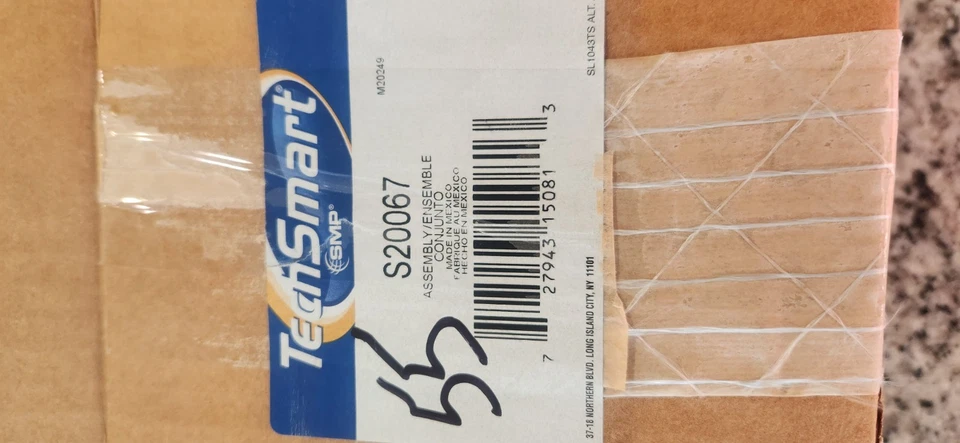 TechSmart®
SMP®
M20249
S20067
ASSEMBLY/ENSEMBLE
CONJUNTO
MADE IN MEXICO
FABRIQUE AU MEXICO
HECHO EN MEXICO
7 27943 15081 3
55
37-18 NORTHERN BLVD. LONG ISLAND CITY, NY 11101
SL1043TS ALT.